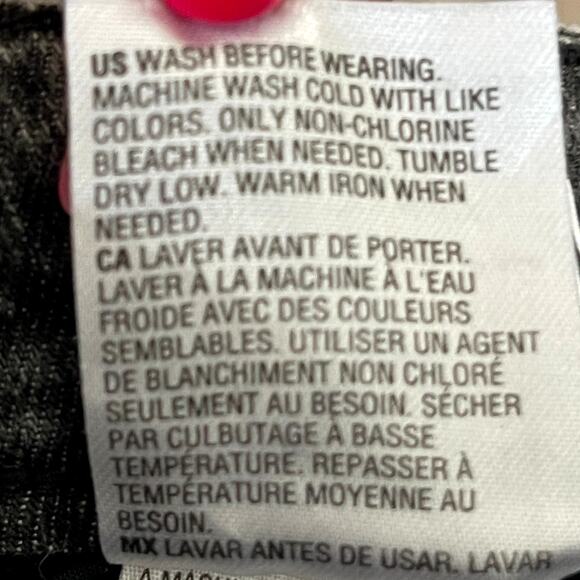 US WASH BEFORE WEARING.
MACHINE WASH COLD WITH LIKE
COLORS. ONLY NON-CHLORINE
BLEACH WHEN NEEDED. TUMBLE
DRY LOW. WARM IRON WHEN
NEEDED.
CA LAVER AVANT DE PORTER.
LAVER À LA MACHINE À L'EAU
FROIDE AVEC DES COULEURS
SEMBLABLES. UTILISER UN AGENT
DE BLANCHIMENT NON CHLORÉ
SEULEMENT AU BESOIN. SÉCHER
PAR CULBUTAGE À BASSE
TEMPÉRATURE. REPASSER À
TEMPÉRATURE MOYENNE AU
BESOIN.
MX LAVAR ANTES DE USAR. LAVAR